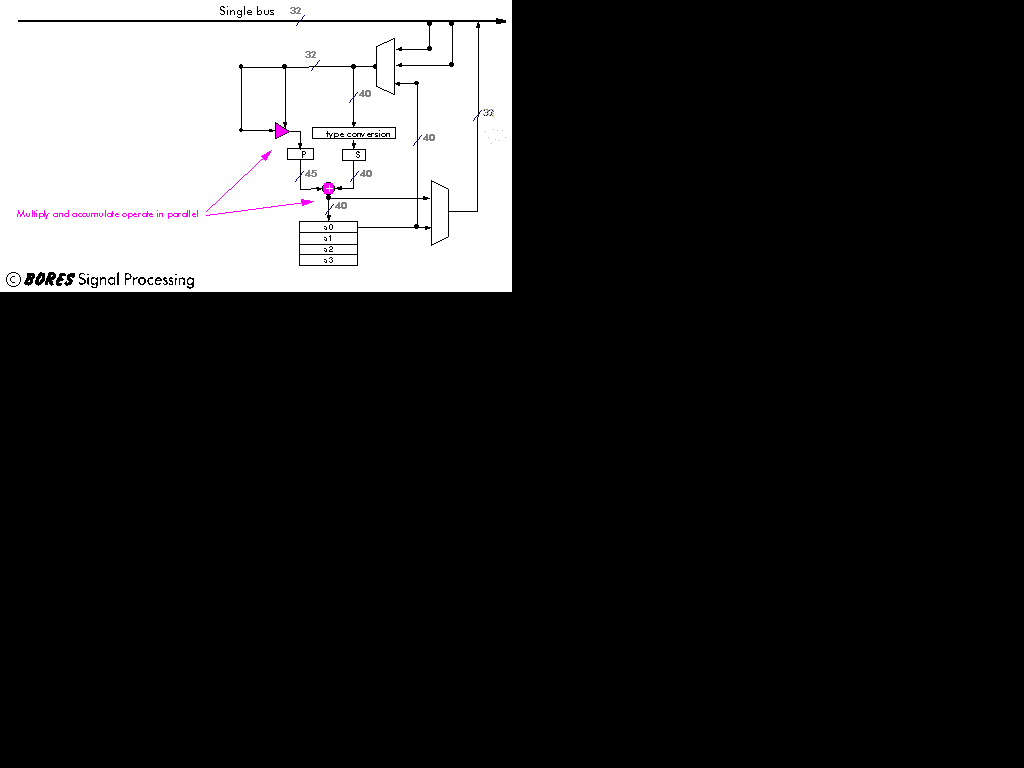 Single bus 32
32
40
32
type conversion
40
P S
45 40
40
Multiply and accumulate operate in parallel
a0
a1
a2
a3
© BORES Signal Processing